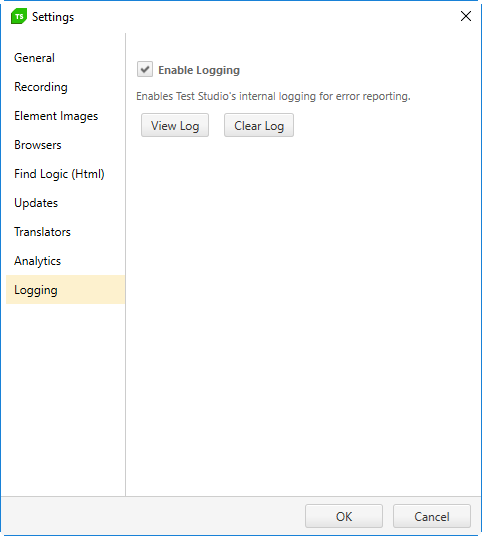 TS Settings
General
Recording
Element Images
Browsers
Find Logic (Html)
Updates
Translators
Analytics
Logging
Enable Logging
Enables Test Studio's internal logging for error reporting.
View Log Clear Log
OK Cancel